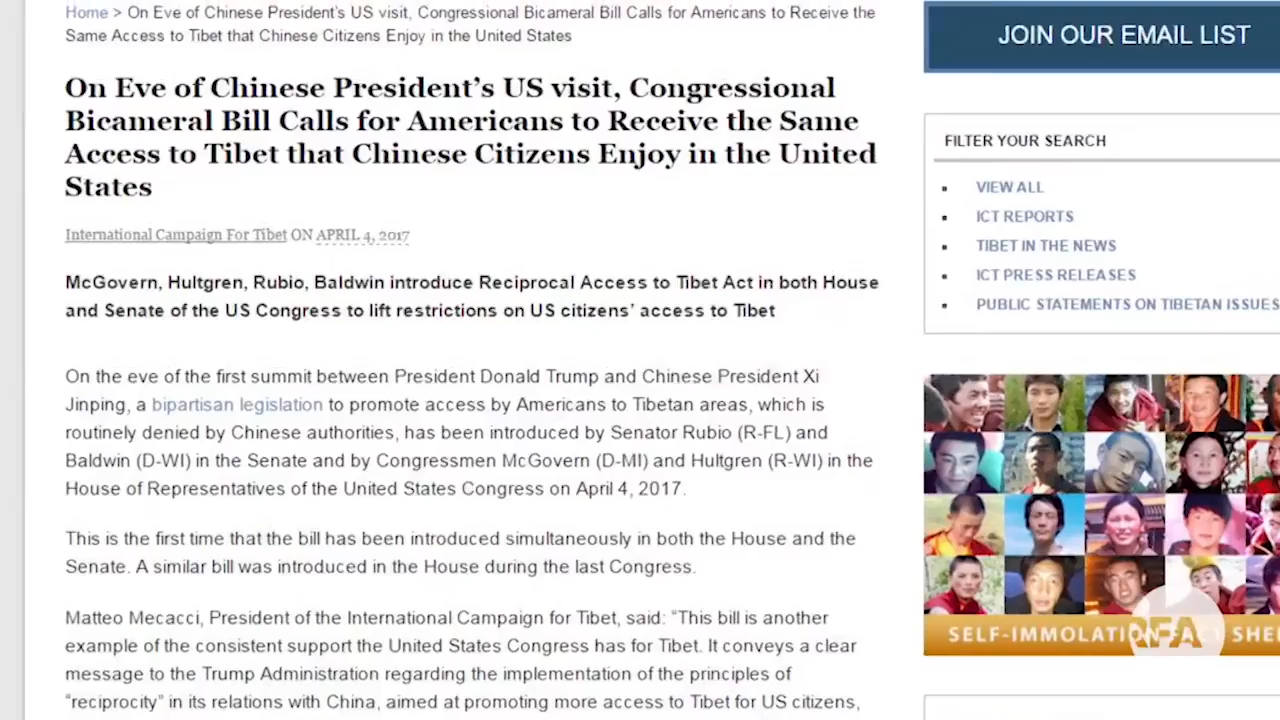 Home > On Eve of Chinese President's US visit, Congressional Bicameral Bill Calls for Americans to Receive the
Same Access to Tibet that Chinese Citizens Enjoy in the United States
On Eve of Chinese President's US visit, Congressional
Bicameral Bill Calls for Americans to Receive the Same
Access to Tibet that Chinese Citizens Enjoy in the United
States
International Campaign For Tibet ON APRIL 4, 2017
McGovern, Hultgren, Rubio, Baldwin introduce Reciprocal Access to Tibet Act in both House
and Senate of the US Congress to lift restrictions on US citizens' access to Tibet
On the eve of the first summit between President Donald Trump and Chinese President Xi
Jinping, a bipartisan legislation to promote access by Americans to Tibetan areas, which is
routinely denied by Chinese authorities, has been introduced by Senator Rubio (R-FL) and
Baldwin (D-WI) in the Senate and by Congressmen McGovern (D-MI) and Hultgren (R-WI) in the
House of Representatives of the United States Congress on April 4, 2017.
This is the first time that the bill has been introduced simultaneously in both the House and the
Senate. A similar bill was introduced in the House during the last Congress.
Matteo Mecacci, President of the International Campaign for Tibet, said: "This bill is another
example of the consistent support the United States Congress has for Tibet. It conveys a clear
message to the Trump Administration regarding the implementation of the principles of
"reciprocity" in its relations with China, aimed at promoting more access to Tibet for US citizens,
JOIN OUR EMAIL LIST
FILTER YOUR SEARCH
VIEW ALL
ICT REPORTS
TIBET IN THE NEWS
ICT PRESS RELEASES
PUBLIC STATEMENTS ON TIBETAN ISSUES
SELF-IMMOLATION FACT SHE
RFA